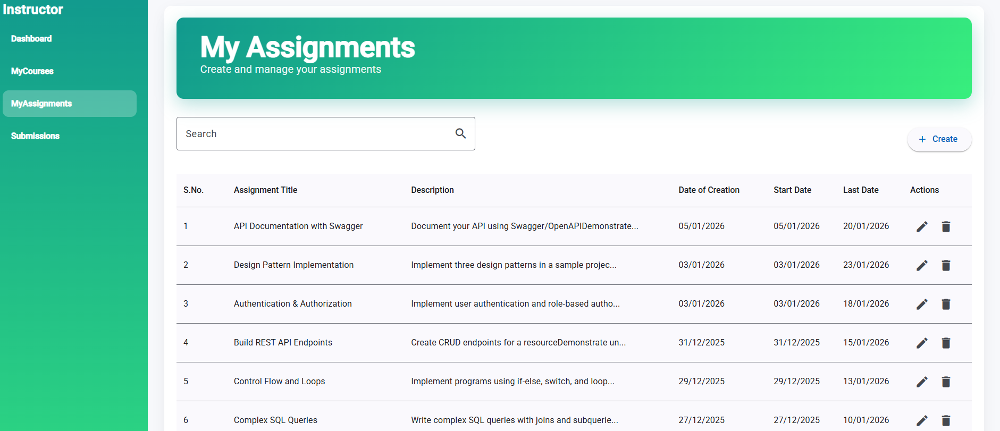 Instructor
Dashboard
MyCourses
MyAssignments
Submissions
My Assignments
Create and manage your assignments
Search
+ Create
S.No. Assignment Title Description Date of Creation Start Date Last Date Actions
1 API Documentation with Swagger Document your API using Swagger/OpenAPIDemonstrate... 05/01/2026 05/01/2026 20/01/2026
2 Design Pattern Implementation Implement three design patterns in a sample projec... 03/01/2026 03/01/2026 23/01/2026
3 Authentication & Authorization Implement user authentication and role-based autho... 03/01/2026 03/01/2026 18/01/2026
4 Build REST API Endpoints Create CRUD endpoints for a resourceDemonstrate un... 31/12/2025 31/12/2025 15/01/2026
5 Control Flow and Loops Implement programs using if-else, switch, and loop... 29/12/2025 29/12/2025 13/01/2026
6 Complex SQL Queries Write complex SQL queries with joins and subquerie... 27/12/2025 27/12/2025 10/01/2026